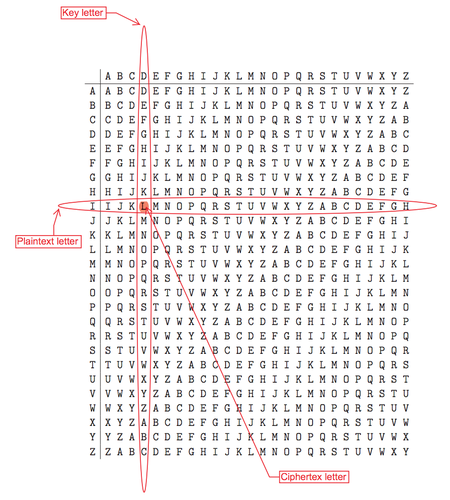 Key letter
A B C D E F G H I J K L M N O P Q R S T U V W X Y Z
A A B C D E F G H I J K L M N O P Q R S T U V W X Y Z
B B C D E F G H I J K L M N O P Q R S T U V W X Y Z A
C C D E F G H I J K L M N O P Q R S T U V W X Y Z A B
D D E F G H I J K L M N O P Q R S T U V W X Y Z A B C
E E F G H I J K L M N O P Q R S T U V W X Y Z A B C D
F F G H I J K L M N O P Q R S T U V W X Y Z A B C D E
G G H I J K L M N O P Q R S T U V W X Y Z A B C D E F
H H I J K L M N O P Q R S T U V W X Y Z A B C D E F G
I I J K L M N O P Q R S T U V W X Y Z A B C D E F G H
J J K L M N O P Q R S T U V W X Y Z A B C D E F G H I
K K L M N O P Q R S T U V W X Y Z A B C D E F G H I J
Plaintext letter
L L M N O P Q R S T U V W X Y Z A B C D E F G H I J K
M M N O P Q R S T U V W X Y Z A B C D E F G H I J K L
N N O P Q R S T U V W X Y Z A B C D E F G H I J K L M
O O P Q R S T U V W X Y Z A B C D E F G H I J K L M N
P P Q R S T U V W X Y Z A B C D E F G H I J K L M N O
Q Q R S T U V W X Y Z A B C D E F G H I J K L M N O P
R R S T U V W X Y Z A B C D E F G H I J K L M N O P Q
S S T U V W X Y Z A B C D E F G H I J K L M N O P Q R
T T U V W X Y Z A B C D E F G H I J K L M N O P Q R S
U U V W X Y Z A B C D E F G H I J K L M N O P Q R S T
V V W X Y Z A B C D E F G H I J K L M N O P Q R S T U
W W X Y Z A B C D E F G H I J K L M N O P Q R S T U V
X X Y Z A B C D E F G H I J K L M N O P Q R S T U V W
Y Y Z A B C D E F G H I J K L M N O P Q R S T U V W X
Z Z A B C D E F G H I J K L M N O P Q R S T U V W X Y
Ciphertex letter